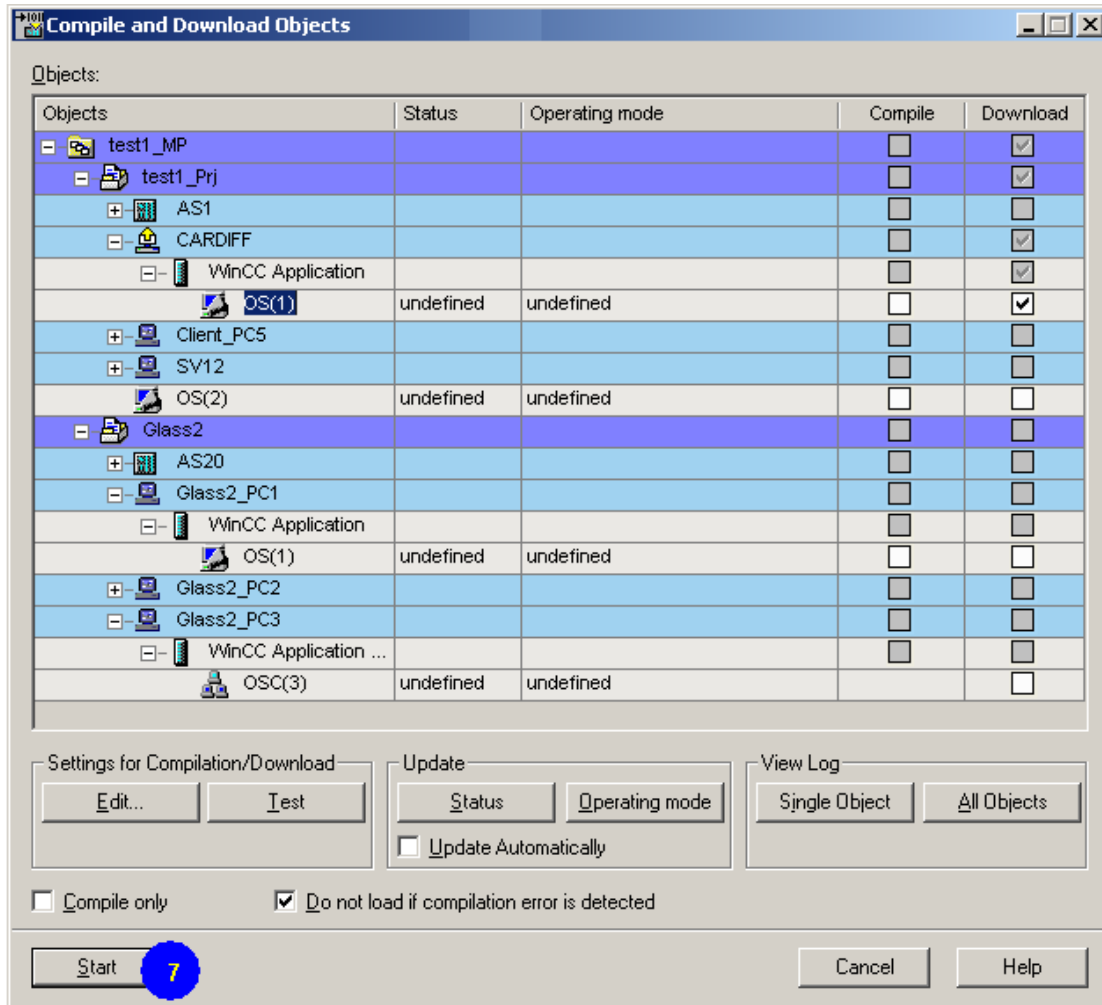 Compile and Download Objects
Objects:
Objects Status Operating mode Compile Download
test1_MP
test1_Prj
AS1
CARDIFF
WinCC Application
OS(1) undefined undefined
Client_PC5
SV12
OS(2) undefined undefined
Glass2
AS20
Glass2_PC1
WinCC Application
OS(1) undefined undefined
Glass2_PC2
Glass2_PC3
WinCC Application ...
OSC(3) undefined undefined
Settings for Compilation/Download Update View Log
Edit... Test Status Operating mode Single Object All Objects
Update Automatically
Compile only Do not load if compilation error is detected
Start 7 Cancel Help